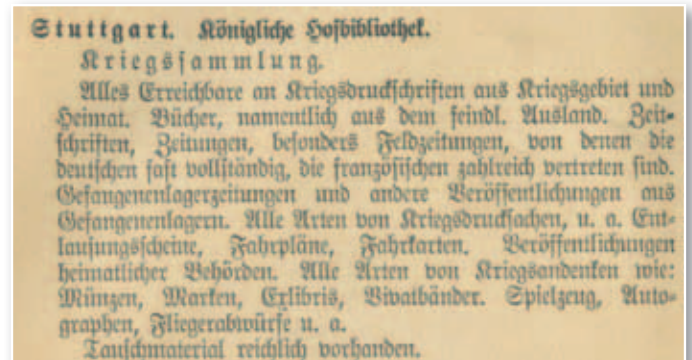 Stuttgart. Königliche Hofbibliothek.
Kriegssammlung.
Alles Erreichbare an Kriegsdruckschriften aus Kriegsgebiet und
Heimat. Bücher, namentlich aus dem feindl. Ausland. Zeit-
schriften, Zeitungen, besonders Feldzeitungen, von denen die
deutschen fast vollständig, die französischen zahlreich vertreten sind.
Gefangenenlagerzeitungen und andere Veröffentlichungen aus
Gefangenenlagern. Alle Arten von Kriegsdrucksachen, u. a. Ent-
lausungsscheine, Fahrpläne, Fahrkarten. Veröffentlichungen
heimatlicher Behörden. Alle Arten von Kriegsandenken wie:
Münzen, Marken, Exlibris, Vivatbänder. Spielzeug, Auto-
graphen, Fliegerabwürfe u. a.
Tauschmaterial reichlich vorhanden.